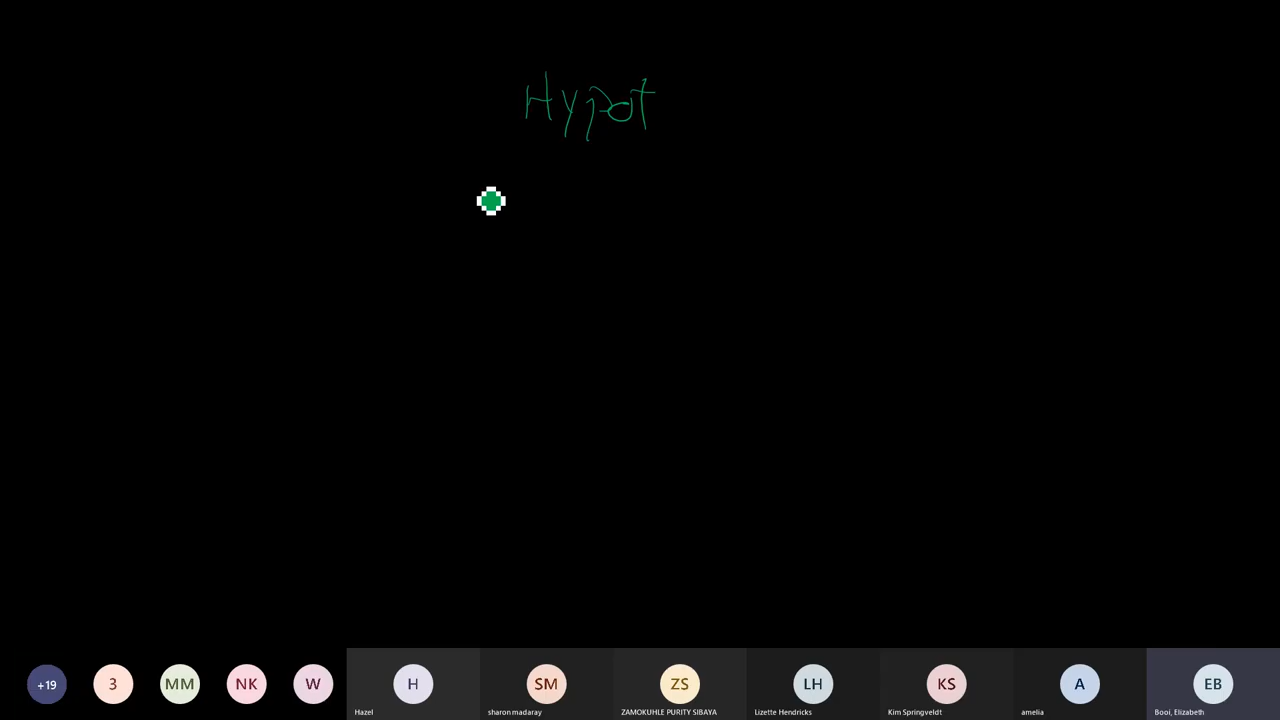 Hypot
+19 3 MM NK W H SM ZS LH KS A EB
Hazel sharon madaray ZAMOKUHLE PURITY SIBAYA Lizette Hendricks Kim Springveldt amelia Booi, Elizabeth